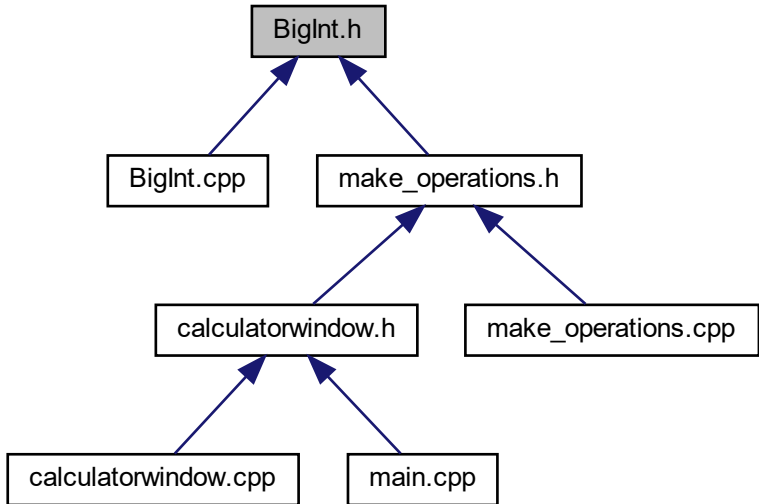 BigInt.h
BigInt.cpp
make_operations.h
calculatorwindow.h
make_operations.cpp
calculatorwindow.cpp
main.cpp